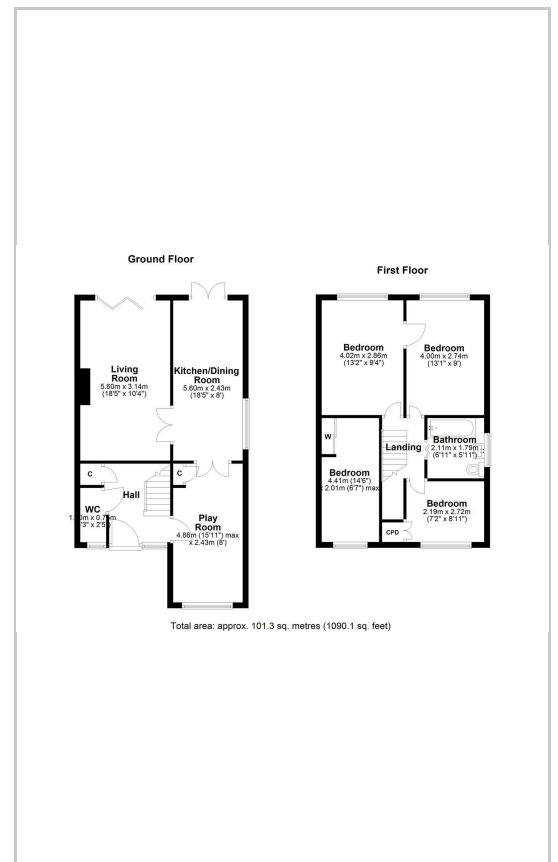 Ground Floor
First Floor
Living
Room
5.60m x 3.14m
(18'5" x 10'4")
Kitchen/Dining
Room
5.60m x 2.43m
(18'5" x 8')
C
WC
Hall
C
Play
Room
4.86m (15'11") max
x 2.43m (8')
Bedroom
4.02m x 2.86m
(13'2" x 9'4")
Bedroom
4.00m x 2.74m
(13'1" x 9')
W
Landing
Bathroom
2.11m x 1.79m
(6'11" x 5'11")
Bedroom
4.41m (14'6")
2.01m (6'7") max
Bedroom
2.19m x 2.72m
(7'2" x 8'11")
CPD
Total area: approx. 101.3 sq. metres (1090.1 sq. feet)